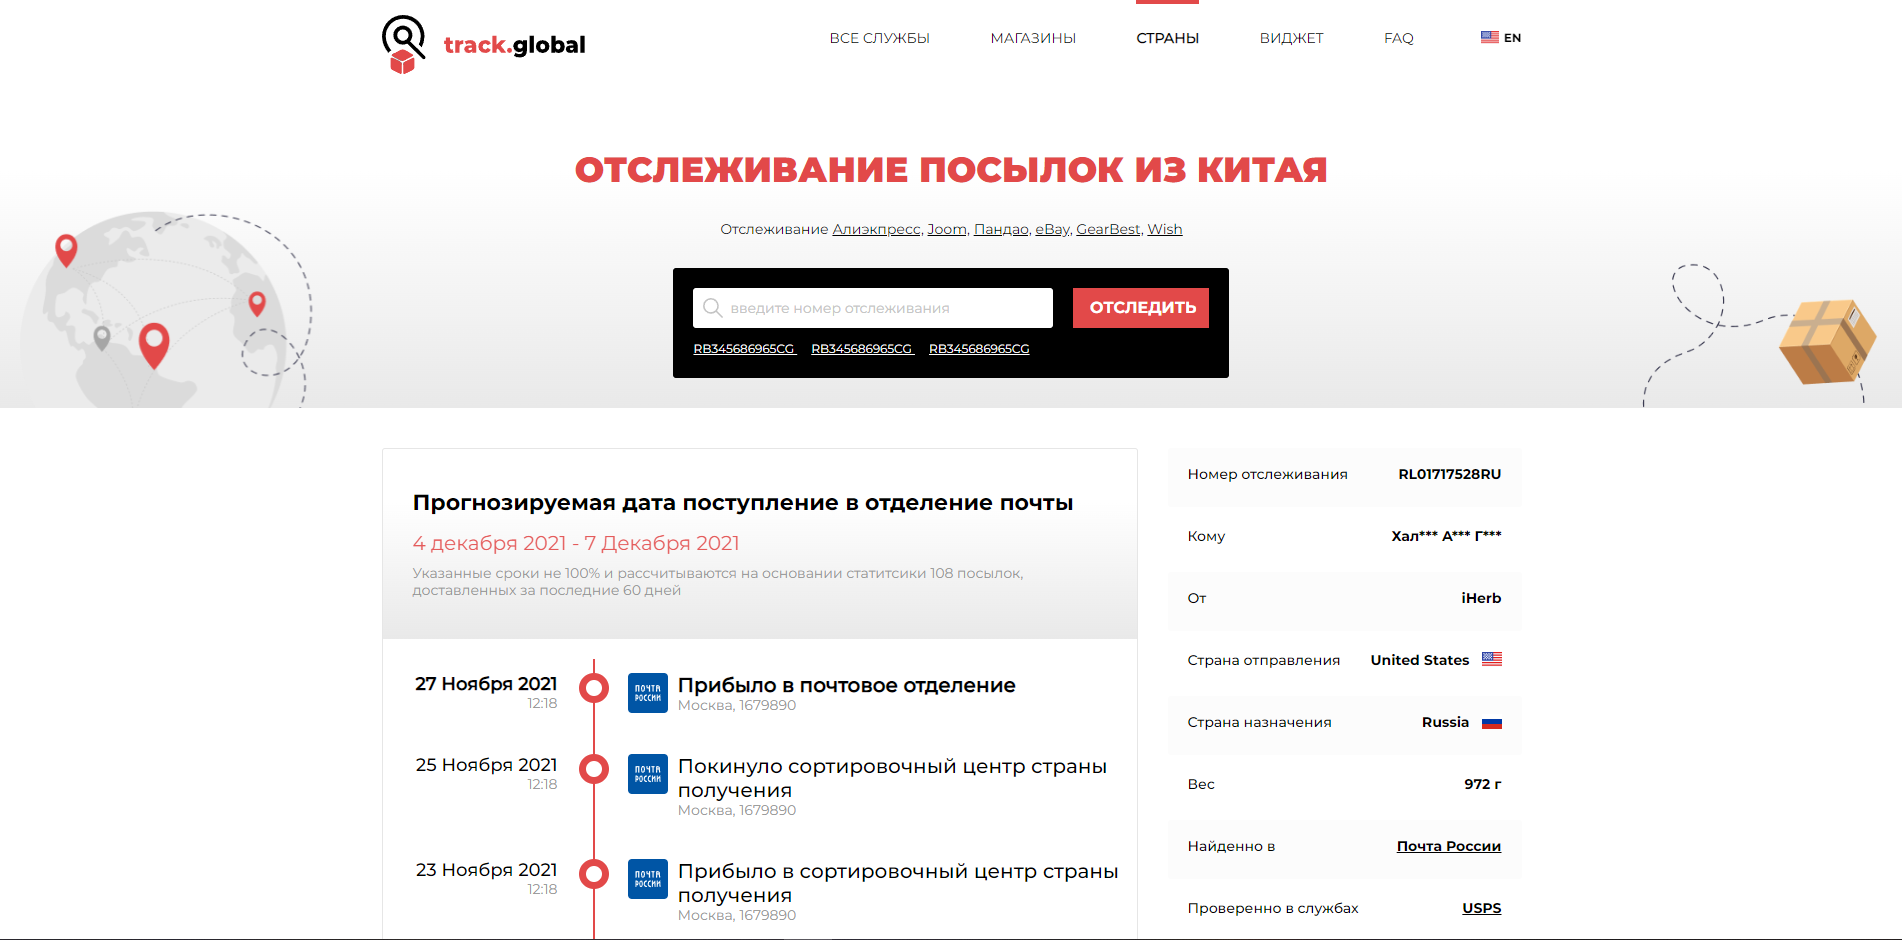 track.global
ВСЕ СЛУЖБЫ
МАГАЗИНЫ
СТРАНЫ
ВИДЖЕТ
FAQ
EN
ОТСЛЕЖИВАНИЕ ПОСЫЛОК ИЗ КИТАЯ
Отслеживание Алиэкпресс, Joom, Пандао, eBay, GearBest, Wish
введите номер отслеживания
ОТСЛЕДИТЬ
RB345686965CG RB345686965CG RB345686965CG
Прогнозируемая дата поступление в отделение почты
4 декабря 2021 - 7 Декабря 2021
Указанные сроки не 100% и рассчитываются на основании статитсики 108 посылок,
доставленных за последние 60 дней
27 Ноября 2021
12:18
ПОЧТА
РОССИИ
Прибыло в почтовое отделение
Москва, 1679890
25 Ноября 2021
12:18
ПОЧТА
РОССИИ
Покинуло сортировочный центр страны
получения
Москва, 1679890
23 Ноября 2021
12:18
ПОЧТА
РОССИИ
Прибыло в сортировочный центр страны
получения
Москва, 1679890
Номер отслеживания RL01717528RU
Кому Хал*** А*** Г***
От iHerb
Страна отправления United States
Страна назначения Russia
Вес 972 г
Найденно в Почта России
Проверенно в службах USPS